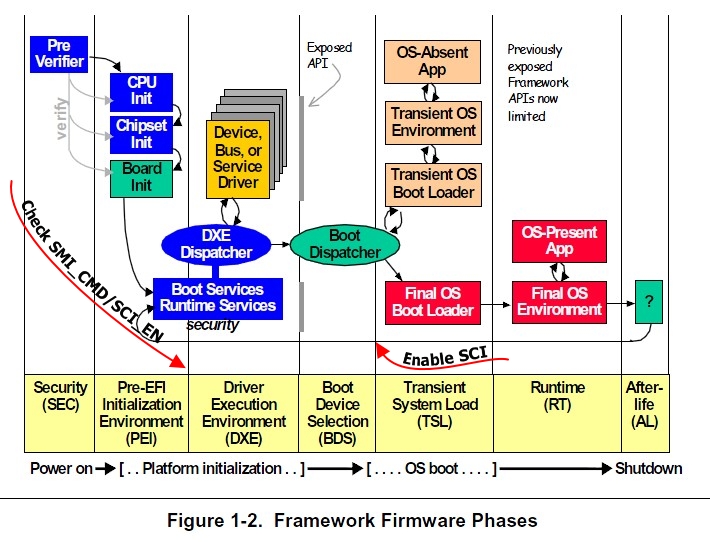 Pre
Verifier
verify
CPU
Init
Chipset
Init
Board
Init
Device,
Bus, or
Service
Driver
Exposed
API
OS-Absent
App
Transient OS
Environment
Transient OS
Boot Loader
Previously
exposed
Framework
APIs now
limited
Check SMI_CMD/SCI_EN
DXE
Dispatcher
Boot
Dispatcher
OS-Present
App
Boot Services
Runtime Services
security
Final OS
Boot Loader
Final OS
Environment
?
Enable SCI
Security
(SEC)
Pre-EFI
Initialization
Environment
(PEI)
Driver
Execution
Environment
(DXE)
Boot
Device
Selection
(BDS)
Transient
System Load
(TSL)
Runtime
(RT)
After-
life
(AL)
Power on [ . . Platform initialization . . ] [ . . . . OS boot . . . . ] Shutdown
Figure 1-2. Framework Firmware Phases